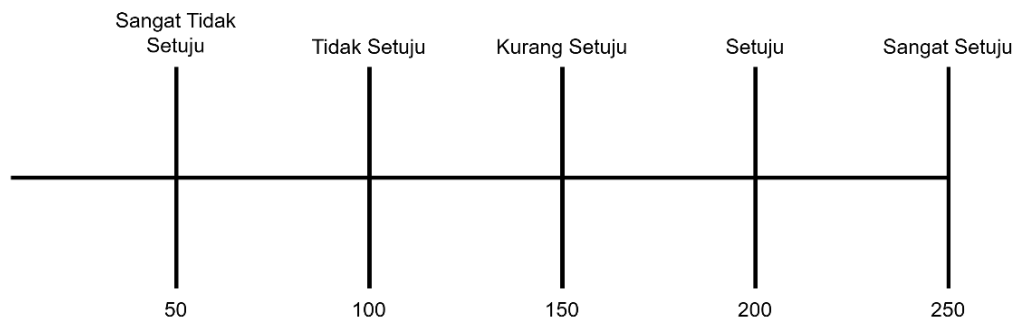 Sangat Tidak
Setuju
Tidak Setuju
Kurang Setuju
Setuju
Sangat Setuju
50
100
150
200
250